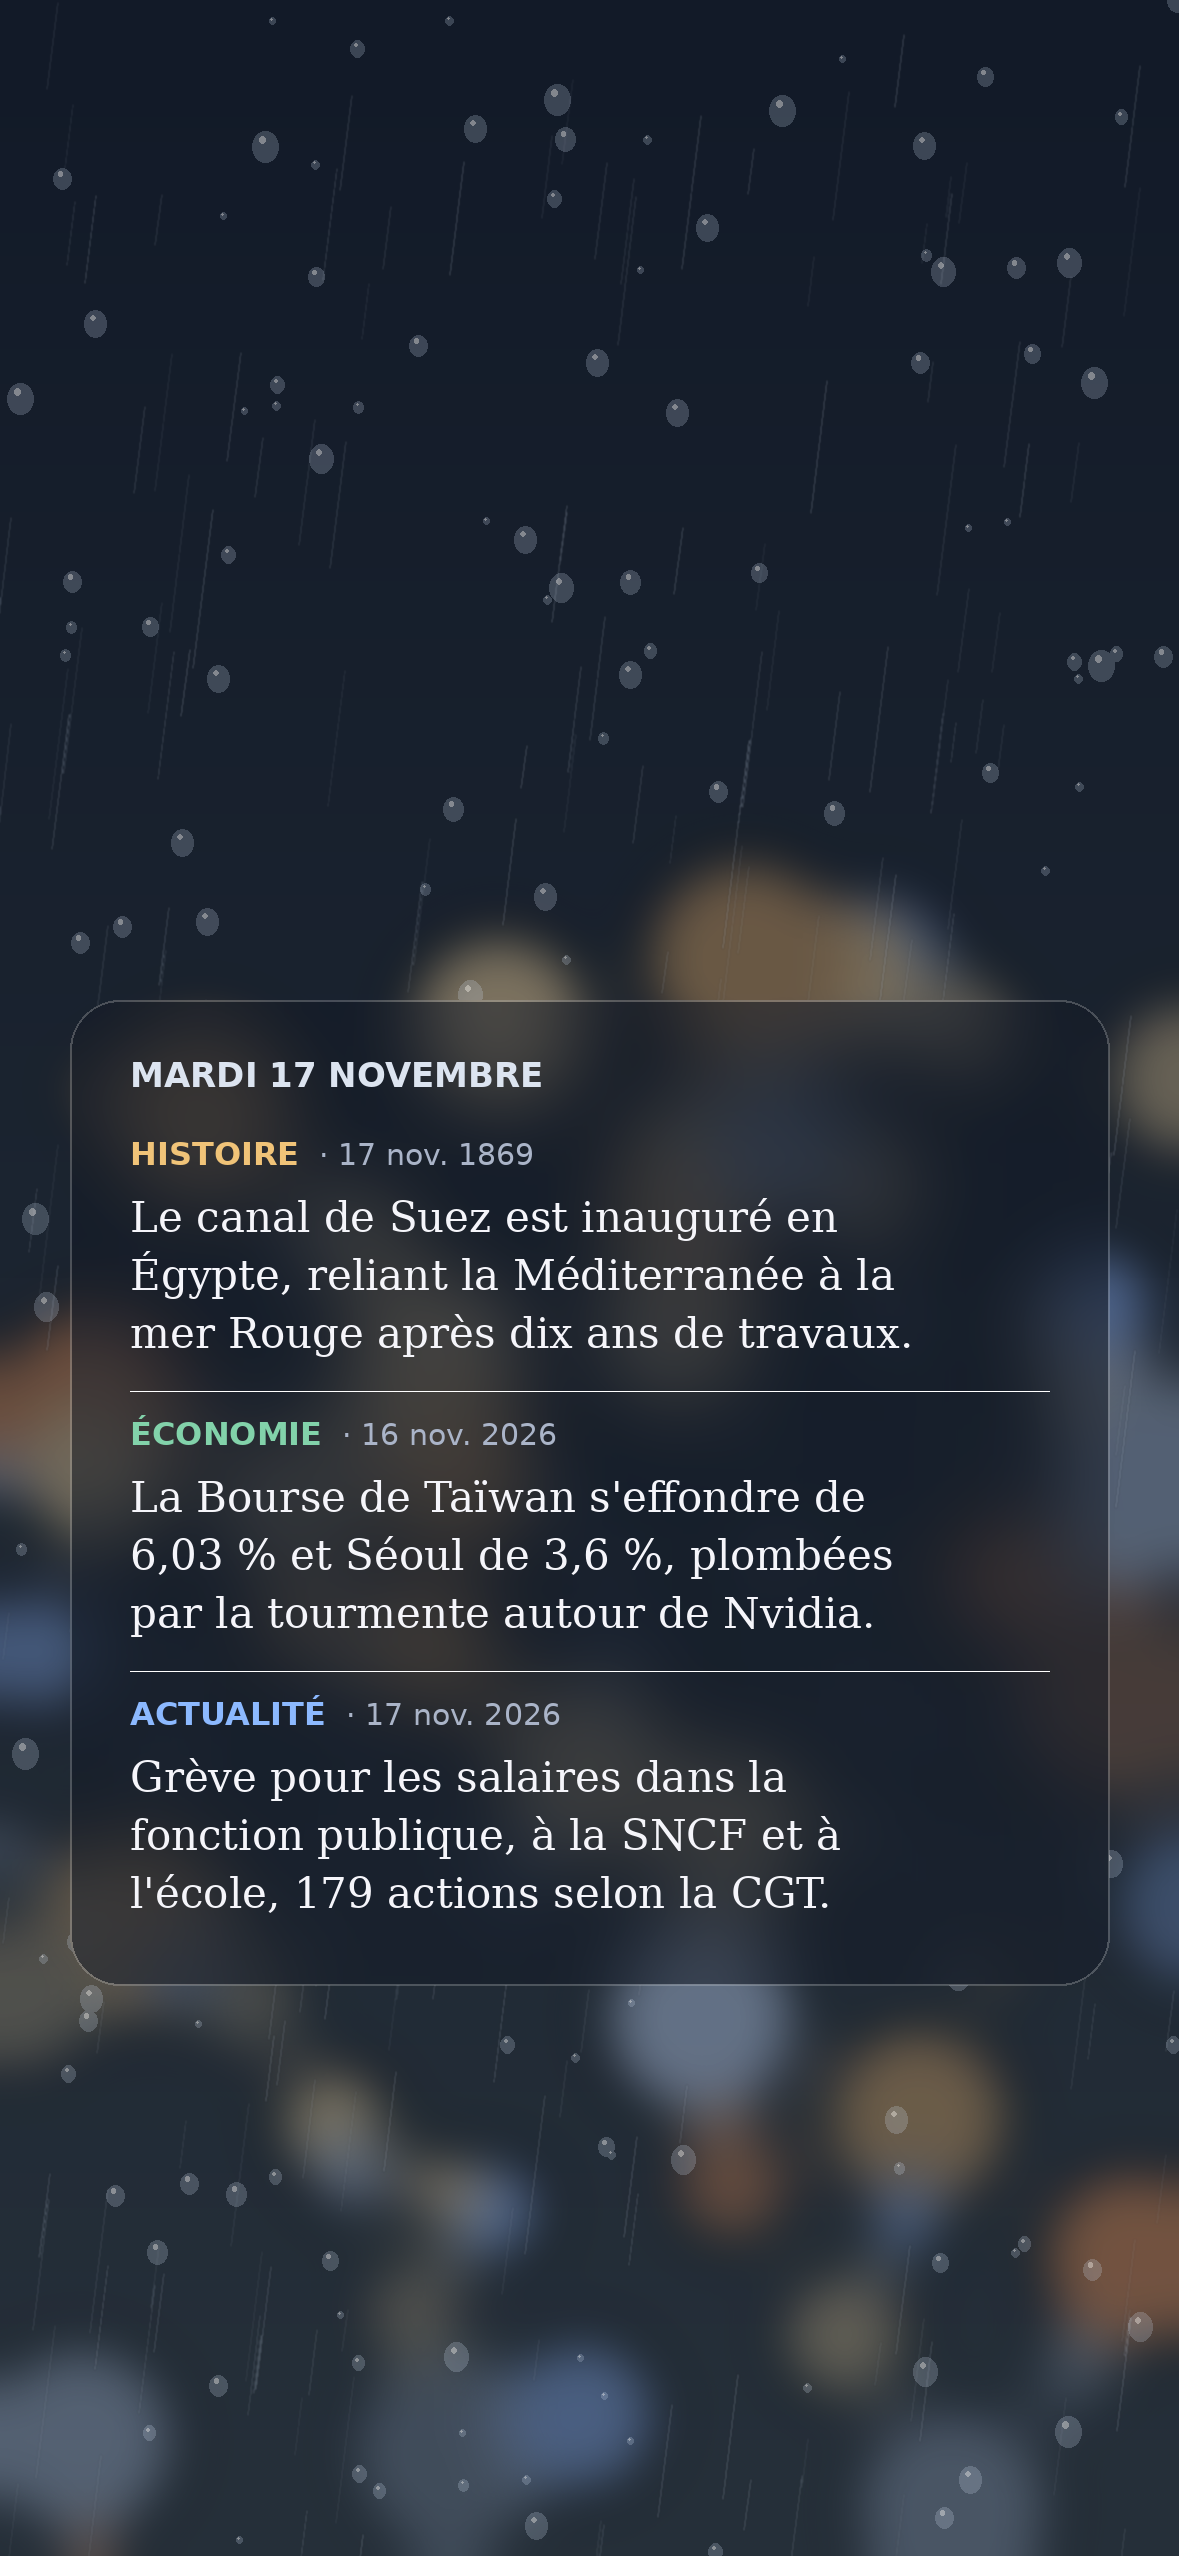 MARDI 17 NOVEMBRE
HISTOIRE · 17 nov. 1869
Le canal de Suez est inauguré en
Égypte, reliant la Méditerranée à la
mer Rouge après dix ans de travaux.
ÉCONOMIE · 16 nov. 2026
La Bourse de Taïwan s'effondre de
6,03 % et Séoul de 3,6 %, plombées
par la tourmente autour de Nvidia.
ACTUALITÉ · 17 nov. 2026
Grève pour les salaires dans la
fonction publique, à la SNCF et à
l'école, 179 actions selon la CGT.